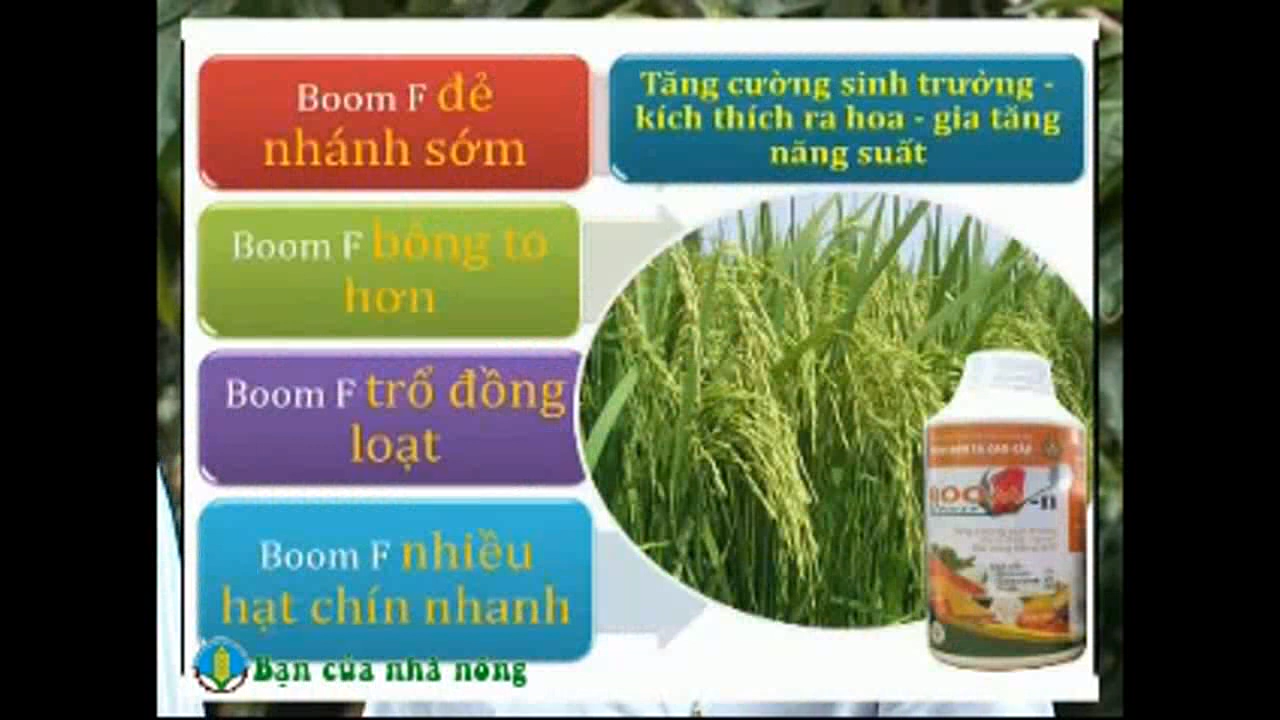 Boom F đẻ
nhánh sớm
Tăng cường sinh trưởng -
kích thích ra hoa - gia tăng
năng suất
Boom F bông to
hơn
Boom F trổ đồng
loạt
Boom F nhiều
hạt chín nhanh
Bạn của nhà nông